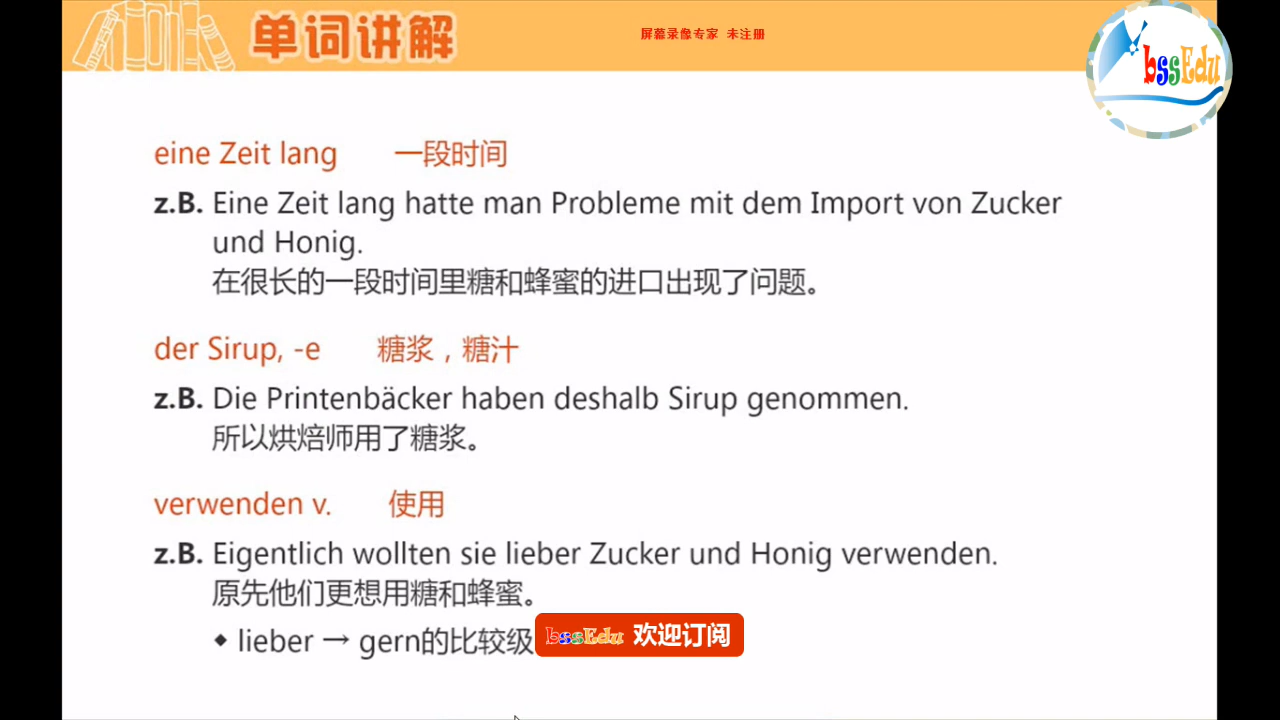 单词讲解
屏幕录像专家 未注册
bssEdu
eine Zeit lang 一段时间
z.B. Eine Zeit lang hatte man Probleme mit dem Import von Zucker
und Honig.
在很长的一段时间里糖和蜂蜜的进口出现了问题。
der Sirup, -e 糖浆，糖汁
z.B. Die Printenbäcker haben deshalb Sirup genommen.
所以烘焙师用了糖浆。
verwenden v. 使用
z.B. Eigentlich wollten sie lieber Zucker und Honig verwenden.
原先他们更想用糖和蜂蜜。
◆ lieber → gern的比较级
bssEdu 欢迎订阅